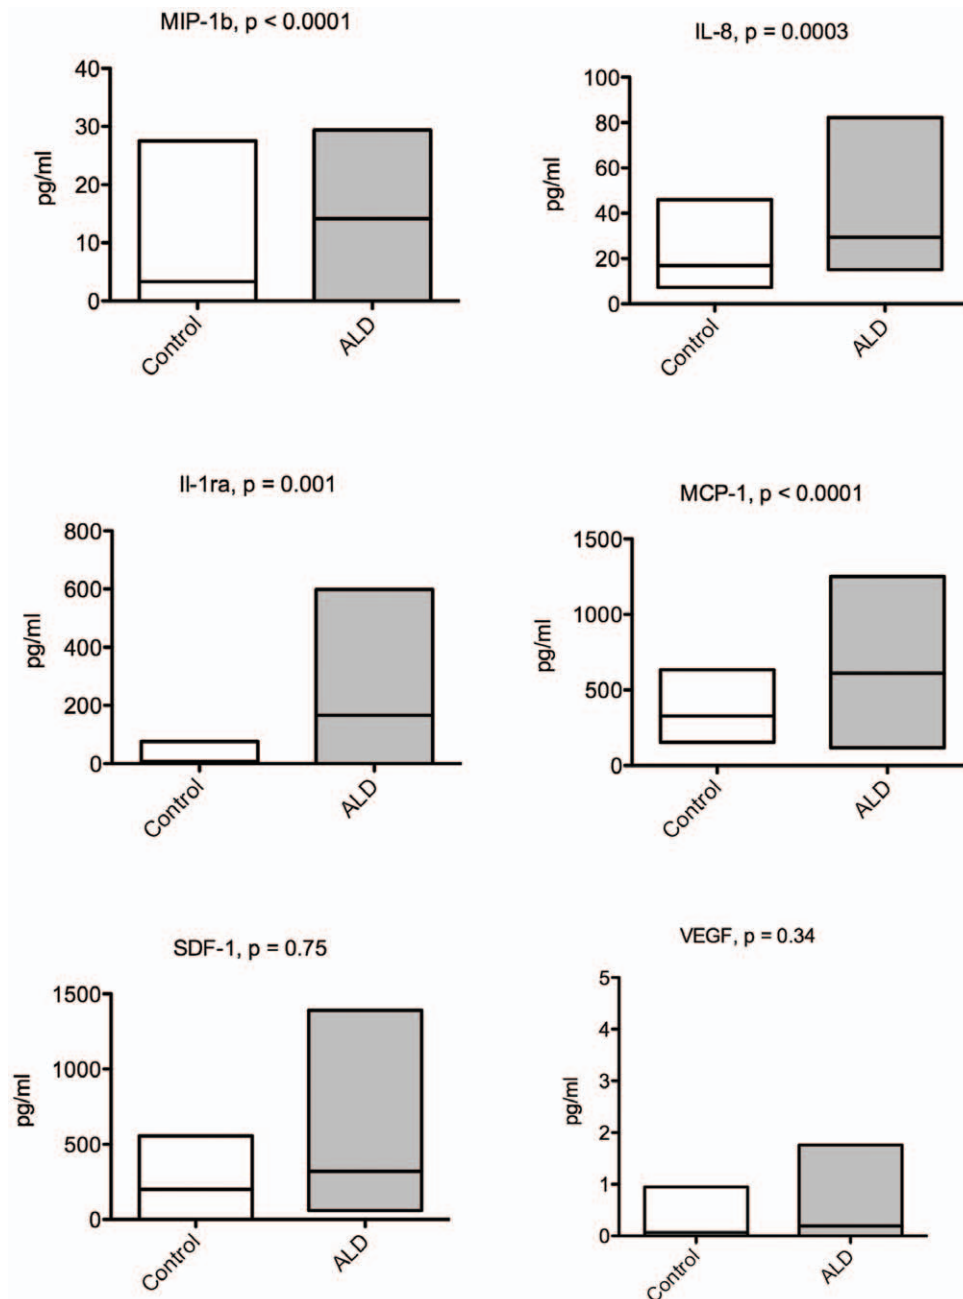 MIP-1b, p < 0.0001
40
30
20
10
0
pg/ml
Control
ALD
IL-8, p = 0.0003
100
80
60
40
20
0
pg/ml
Control
ALD
Il-1ra, p = 0.001
800
600
400
200
0
pg/ml
Control
ALD
MCP-1, p < 0.0001
1500
1000
500
0
pg/ml
Control
ALD
SDF-1, p = 0.75
1500
1000
500
0
pg/ml
Control
ALD
VEGF, p = 0.34
5
4
3
2
1
0
pg/ml
Control
ALD